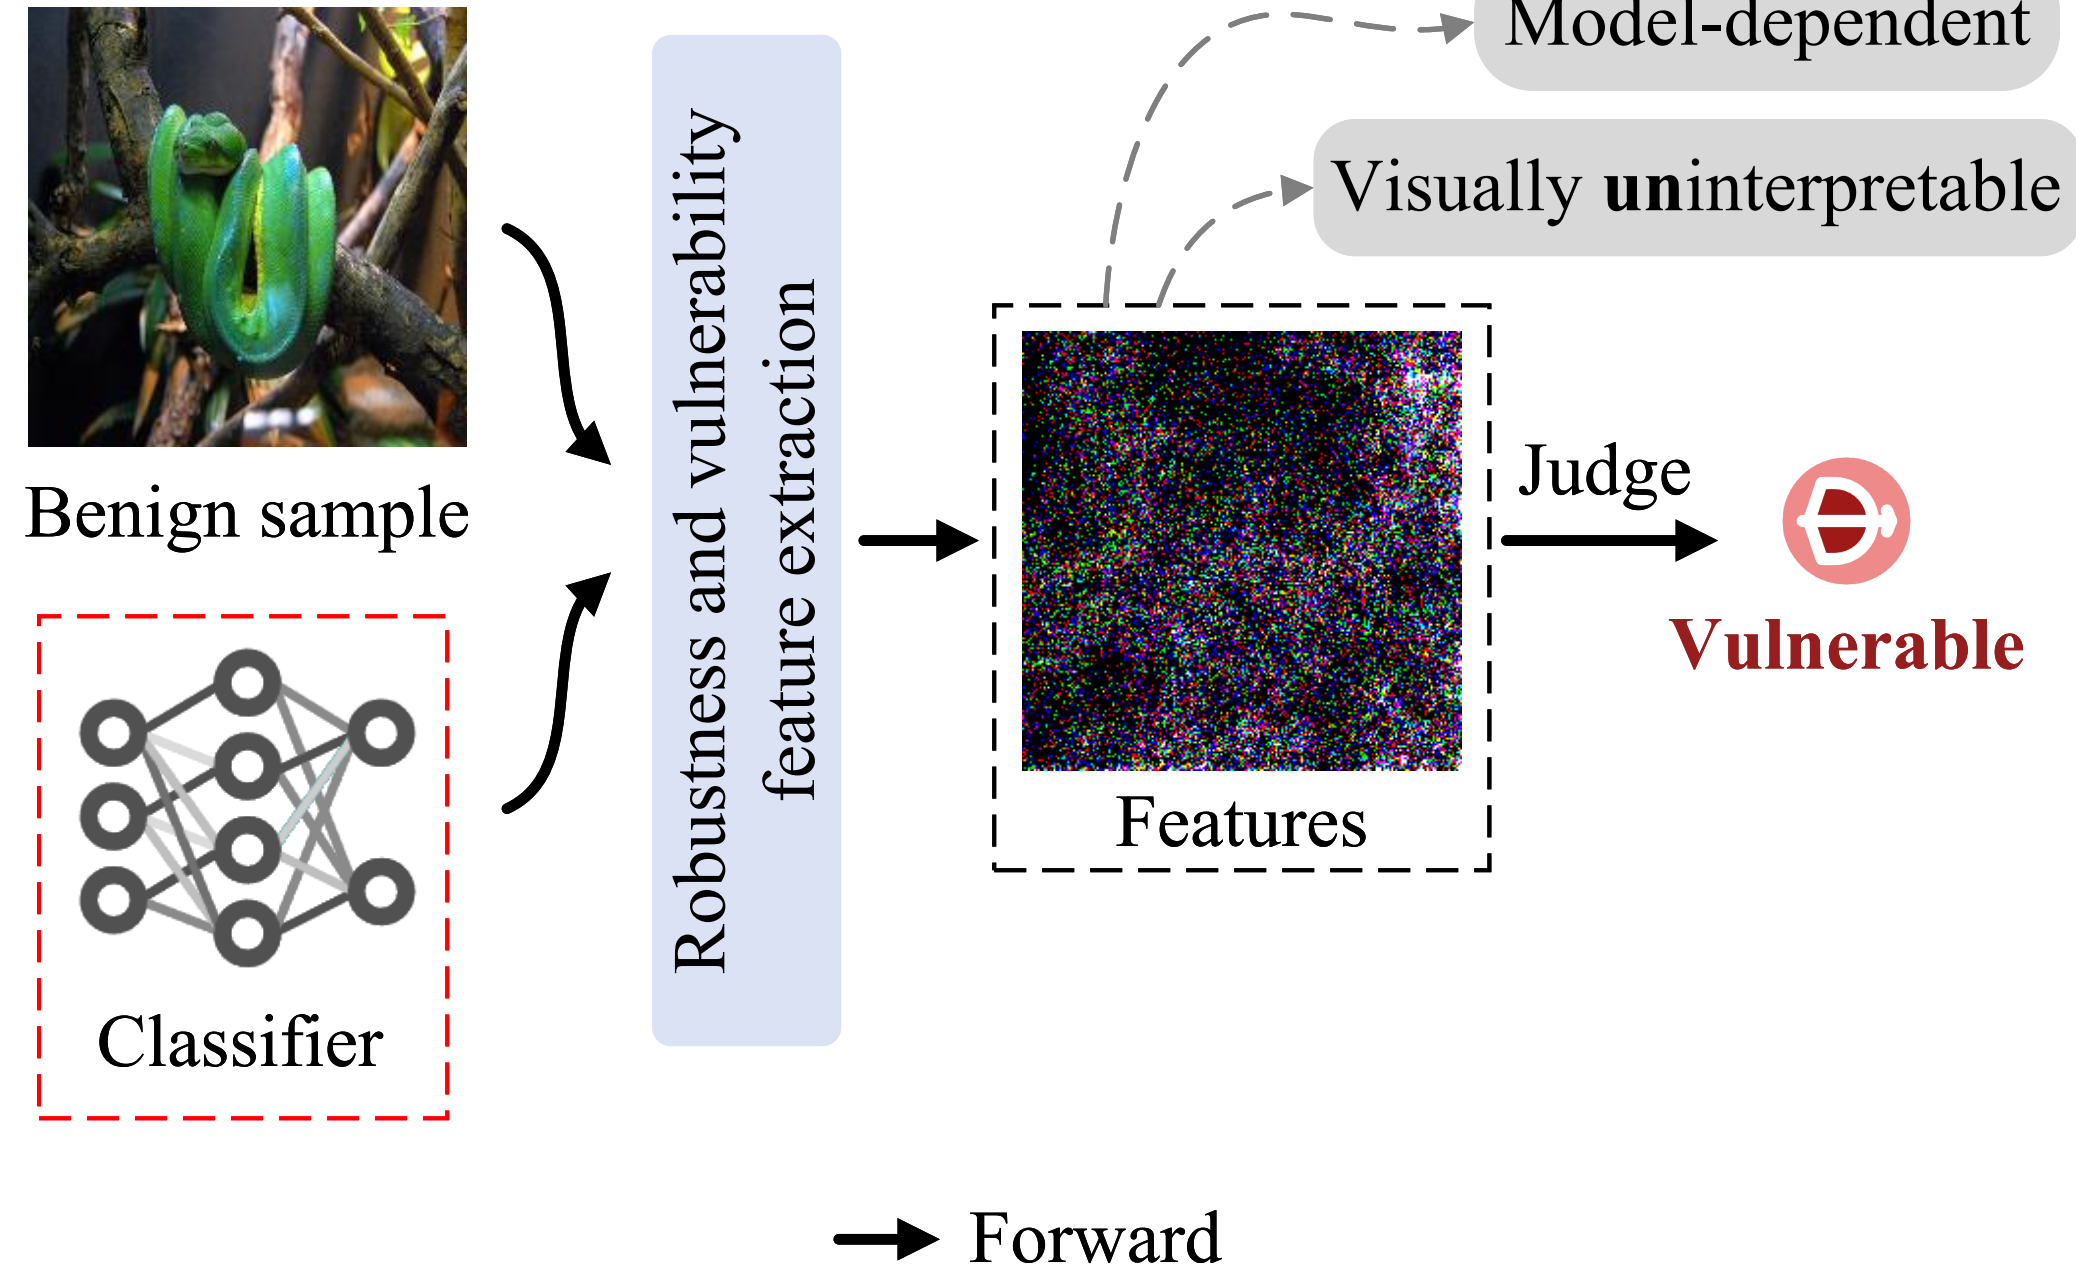 Model-dependent
Visually uninterpretable
Benign sample
Robustness and vulnerability
feature extraction
Judge
Vulnerable
Features
Classifier
Forward